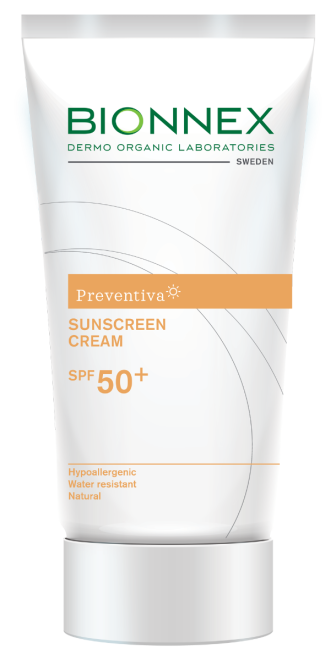 BIONNEX
DERMO ORGANIC LABORATORIES
SWEDEN
Preventiva
SUNSCREEN
CREAM
SPF 50+
Hypoallergenic
Water resistant
Natural